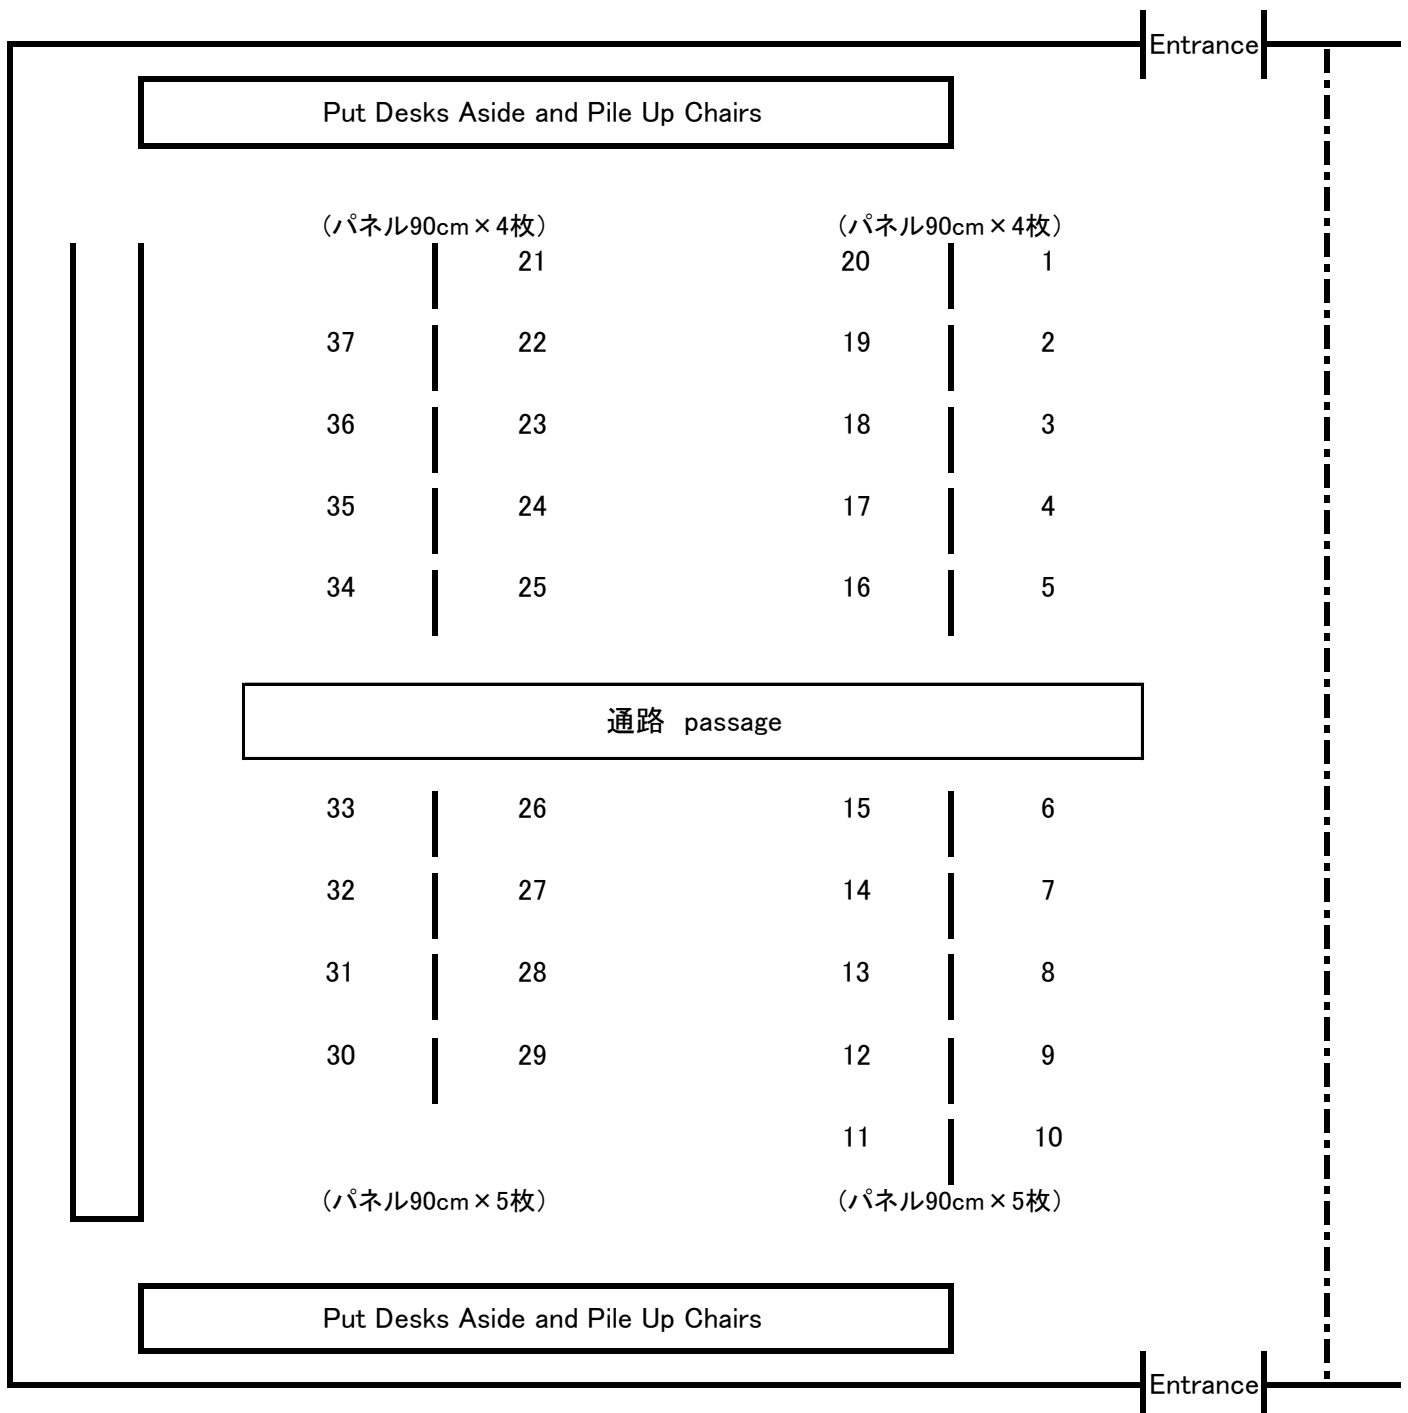 Entrance
Put Desks Aside and Pile Up Chairs
(パネル90cm×4枚) (パネル90cm×4枚)
21 20 1
37 22 19 2
36 23 18 3
35 24 17 4
34 25 16 5
通路 passage
33 26 15 6
32 27 14 7
31 28 13 8
30 29 12 9
11 10
(パネル90cm×5枚) (パネル90cm×5枚)
Put Desks Aside and Pile Up Chairs
Entrance